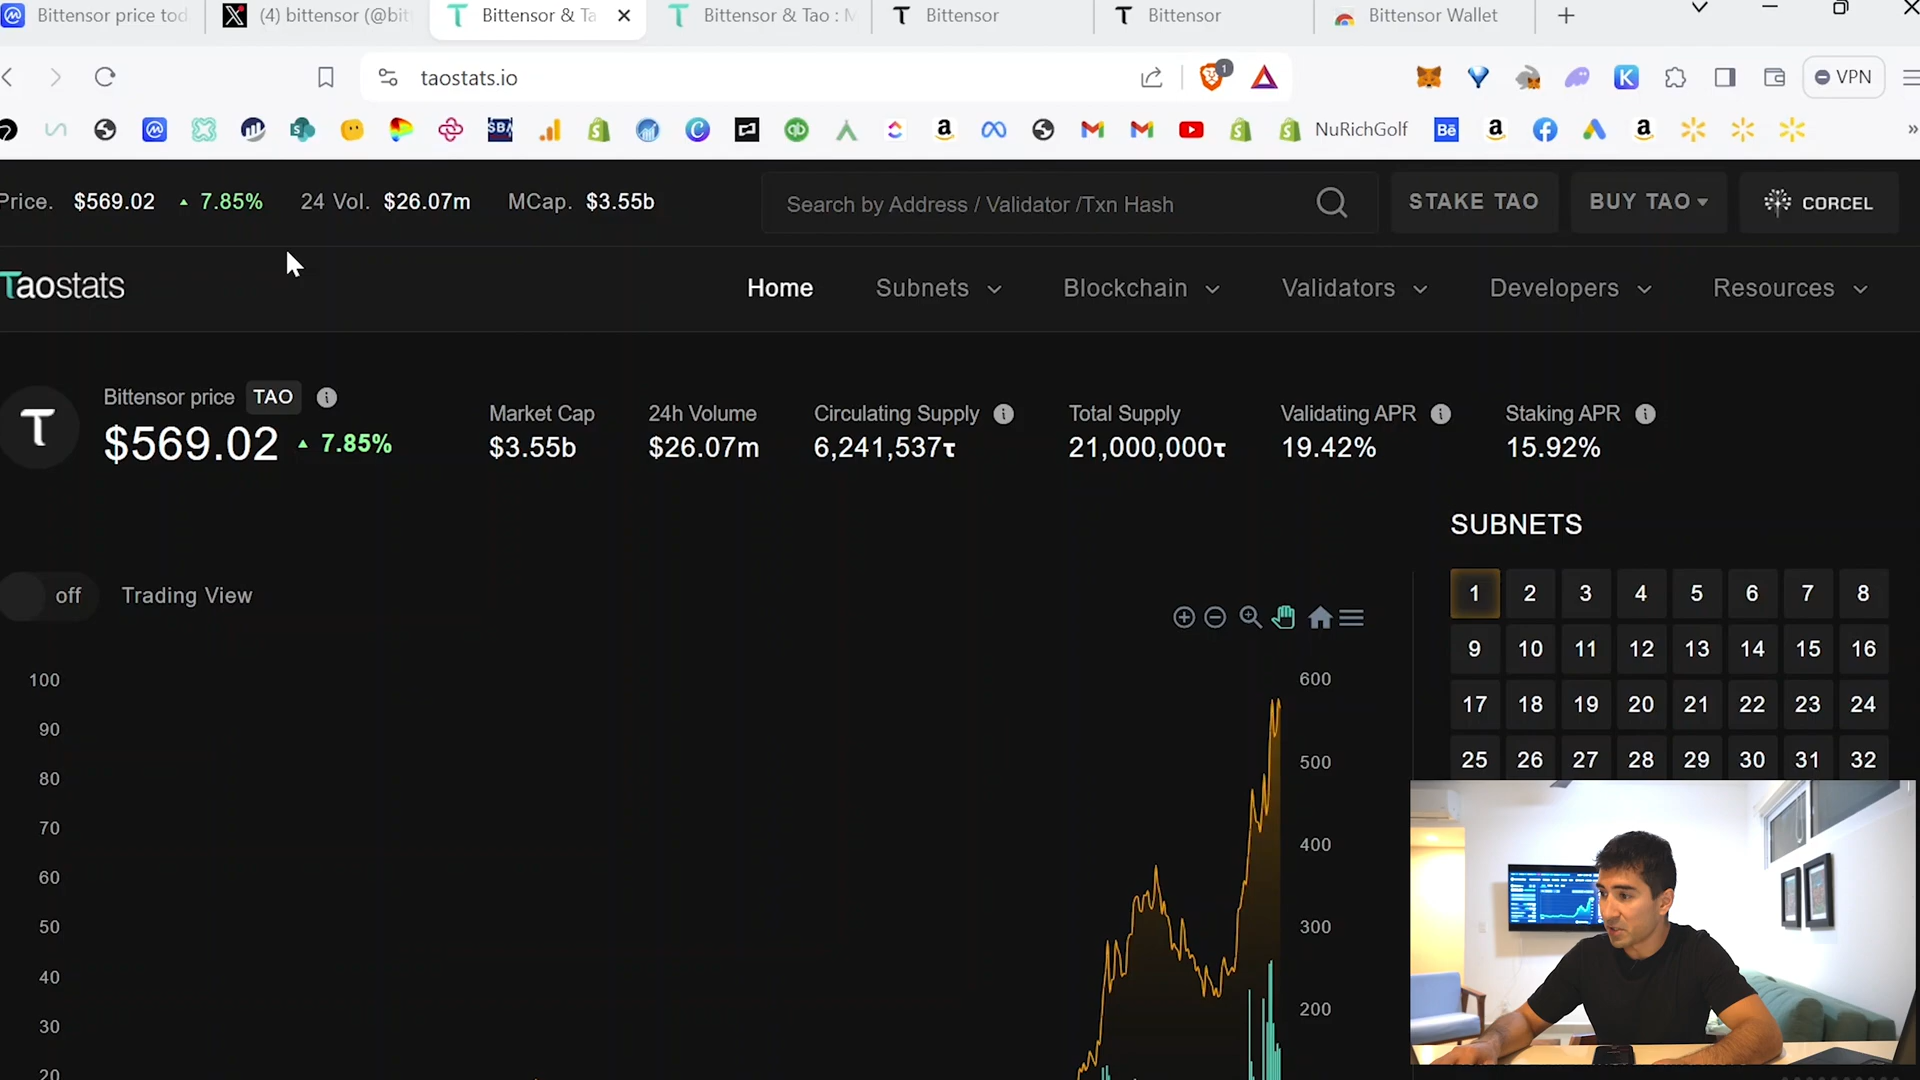 Bittensor price tod
(4) bittensor (@bit
Bittensor & Ta
Bittensor & Tao : M
Bittensor
Bittensor
Bittensor Wallet
taostats.io
1
VPN
SBA
NuRichGolf
Bē
Price. $569.02 7.85% 24 Vol. $26.07m MCap. $3.55b
Search by Address / Validator /Txn Hash
STAKE TAO
BUY TAO
CORCEL
Taostats
Home Subnets Blockchain Validators Developers Resources
Bittensor price TAO
$569.02 7.85%
Market Cap 24h Volume Circulating Supply Total Supply Validating APR Staking APR
$3.55b $26.07m 6,241,537τ 21,000,000τ 19.42% 15.92%
SUBNETS
off Trading View
1 2 3 4 5 6 7 8
9 10 11 12 13 14 15 16
17 18 19 20 21 22 23 24
25 26 27 28 29 30 31 32
100 600
90
80 500
70
60 400
50 300
40
30 200
20